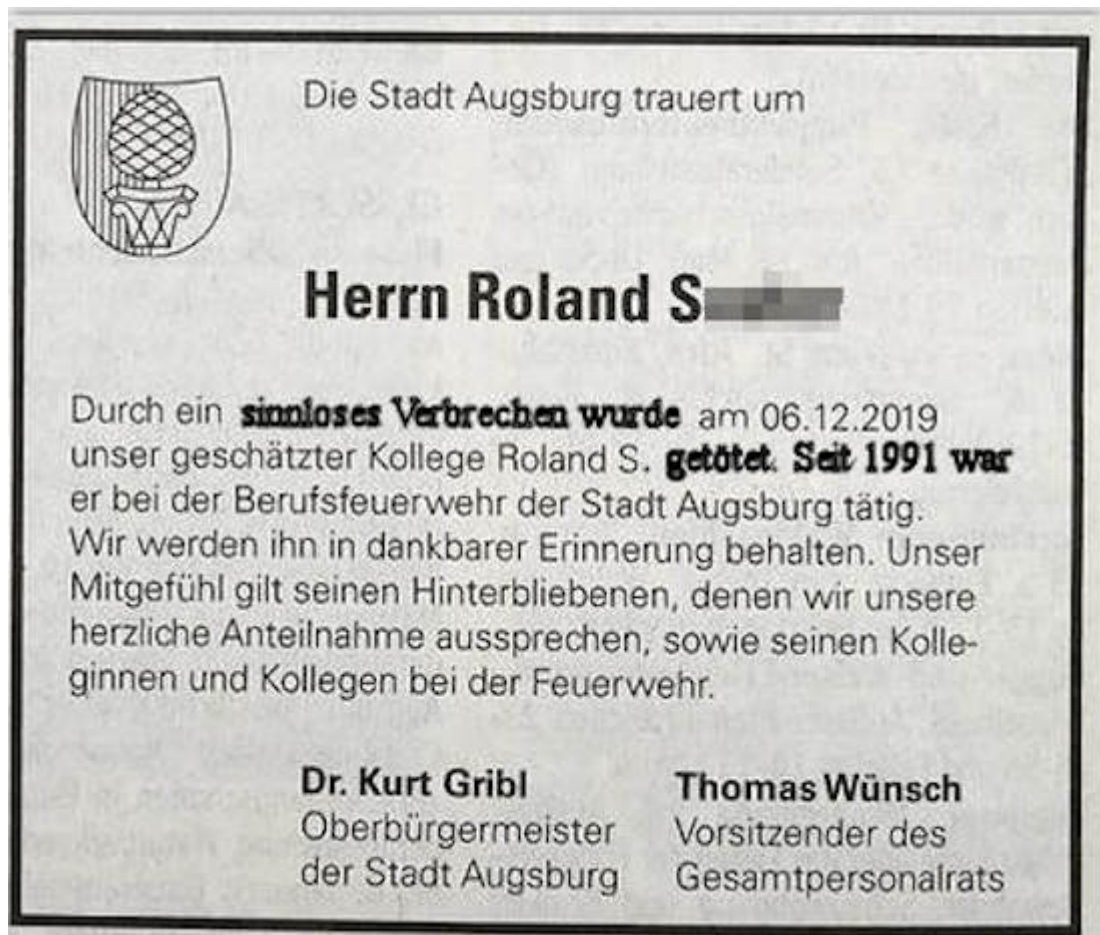 Die Stadt Augsburg trauert um
Herrn Roland S
Durch ein sinnloses Verbrechen wurde am 06.12.2019
unser geschätzter Kollege Roland S. getötet. Seit 1991 war
er bei der Berufsfeuerwehr der Stadt Augsburg tätig.
Wir werden ihn in dankbarer Erinnerung behalten. Unser
Mitgefühl gilt seinen Hinterbliebenen, denen wir unsere
herzliche Anteilnahme aussprechen, sowie seinen Kolle-
ginnen und Kollegen bei der Feuerwehr.
Dr. Kurt Gribl
Oberbürgermeister
der Stadt Augsburg
Thomas Wünsch
Vorsitzender des
Gesamtpersonalrats